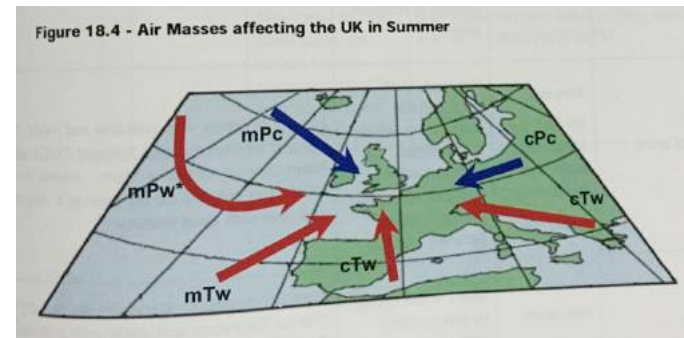 Figure 18.4 - Air Masses affecting the UK in Summer
mPc
cPc
mPw*
cTw
cTw
mTw